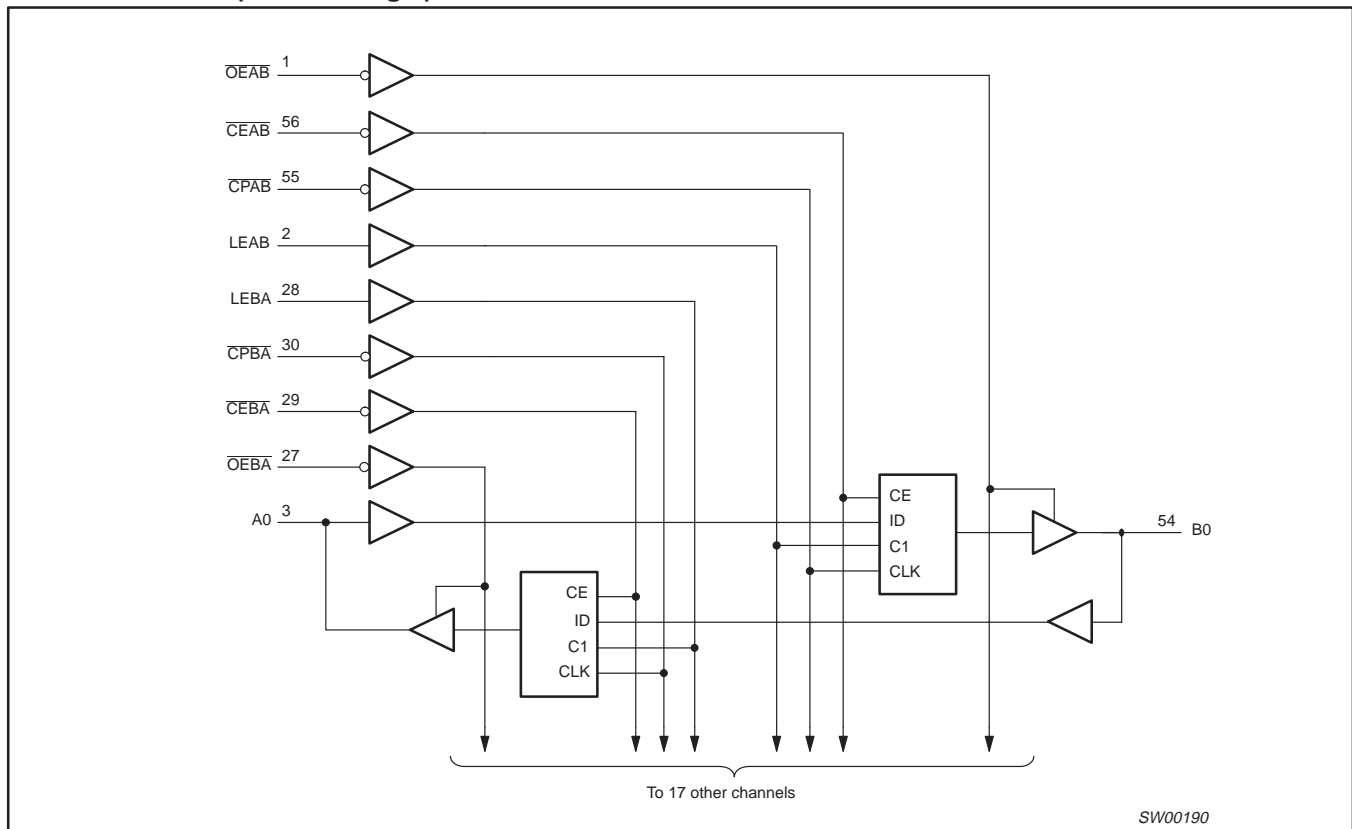 OEAB 1
CEAB 56
CPAB 55
LEAB 2
LEBA 28
CPBA 30
CEBA 29
OEBA 27
A0 3
CE
ID
C1
CLK
54 B0
CE
ID
C1
CLK
To 17 other channels
SW00190